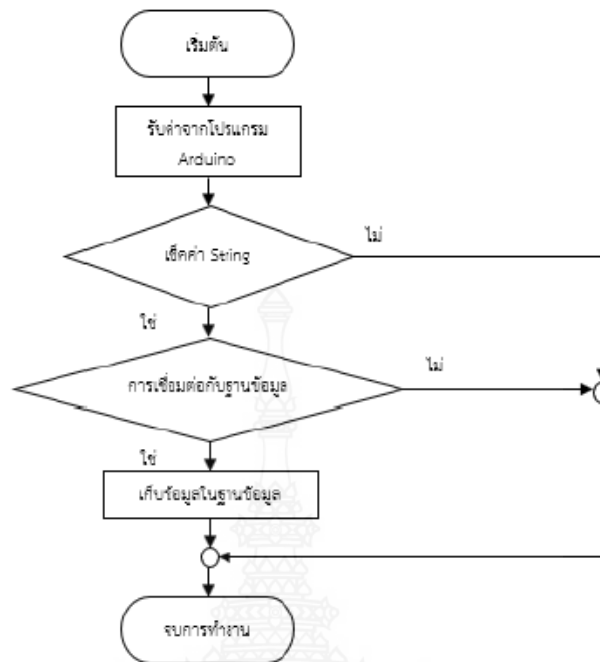 เริ่มต้น
รับค่าจากโปรแกรม
Arduino
เช็คค่า String
ไม่
ใช่
การเชื่อมต่อกับฐานข้อมูล
ไม่
ใช่
เก็บข้อมูลในฐานข้อมูล
จบการทำงาน